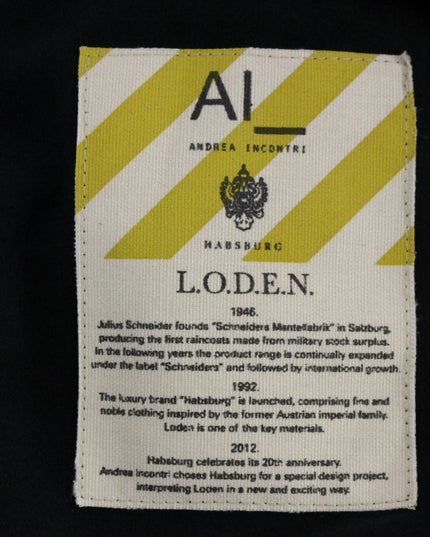 AI_
ANDREA INCONTRI
HABSBURG
L.O.D.E.N.
1946.
Julius Schneider founds "Schneiders Mantelfabrik" in Salzburg,
producing the first raincoats made from military stock surplus.
In the following years the product range is continually expanded
under the label "Schneiders" and followed by international growth.
1992.
The luxury brand "Habsburg" is launched, comprising fine and
noble clothing inspired by the former Austrian imperial family.
Loden is one of the key materials.
2012.
Habsburg celebrates its 20th anniversary.
Andrea Incontri choses Habsburg for a special design project,
interpreting Loden in a new and exciting way.